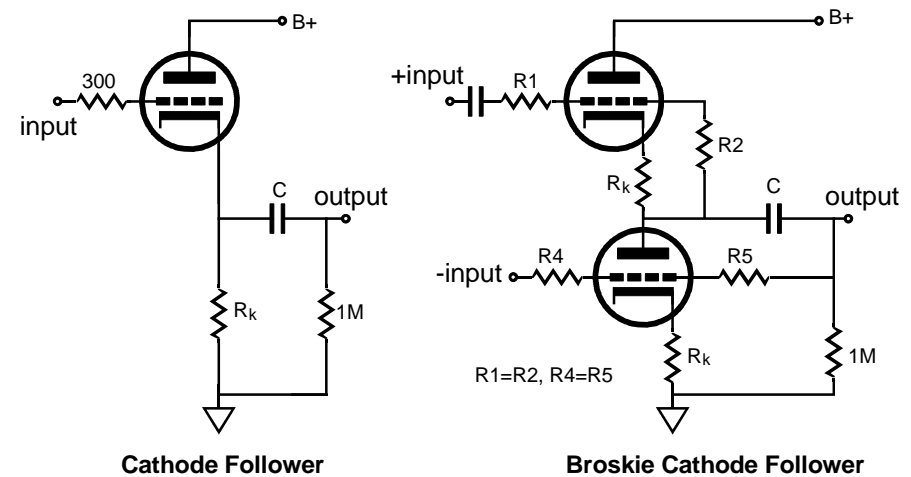 B+
300
input
C
output
Rk
1M
Cathode Follower
B+
+input
R1
R2
Rk
C
output
-input
R4
R5
Rk
1M
R1=R2, R4=R5
Broskie Cathode Follower